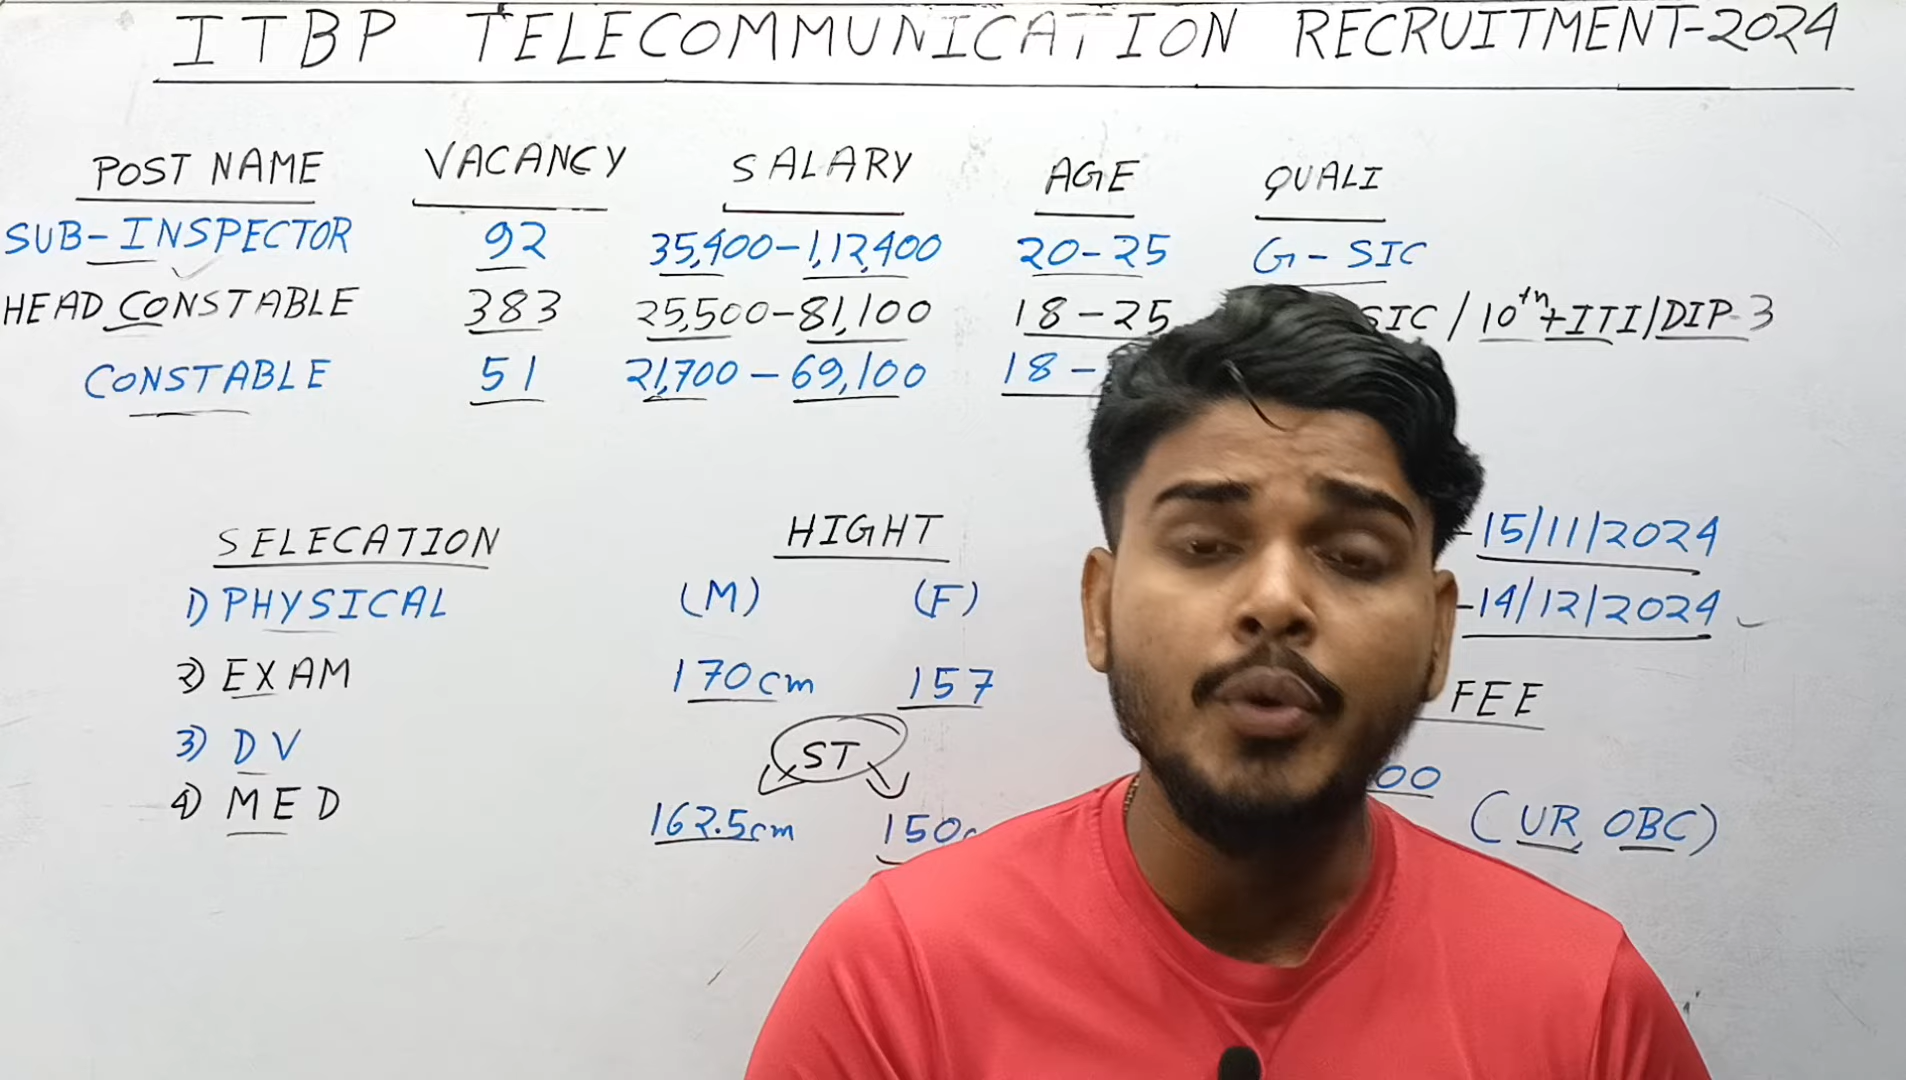 ITBP TELECOMMUNICATION RECRUITMENT-2024
POST NAME VACANCY SALARY AGE QUALI
SUB-INSPECTOR 92 35,400-1,12,400 20-25 G-SIC
HEAD CONSTABLE 383 25,500-81,100 18-25 SIC/10th+ITI/DIP-3
CONSTABLE 51 21,700-69,100 18-
SELECATION HIGHT -15/11/2024
1) PHYSICAL (M) (F) -14/12/2024
2) EXAM 170cm 157 FEE
3) DV ST 00
4) MED 162.5cm 150c (UR OBC)